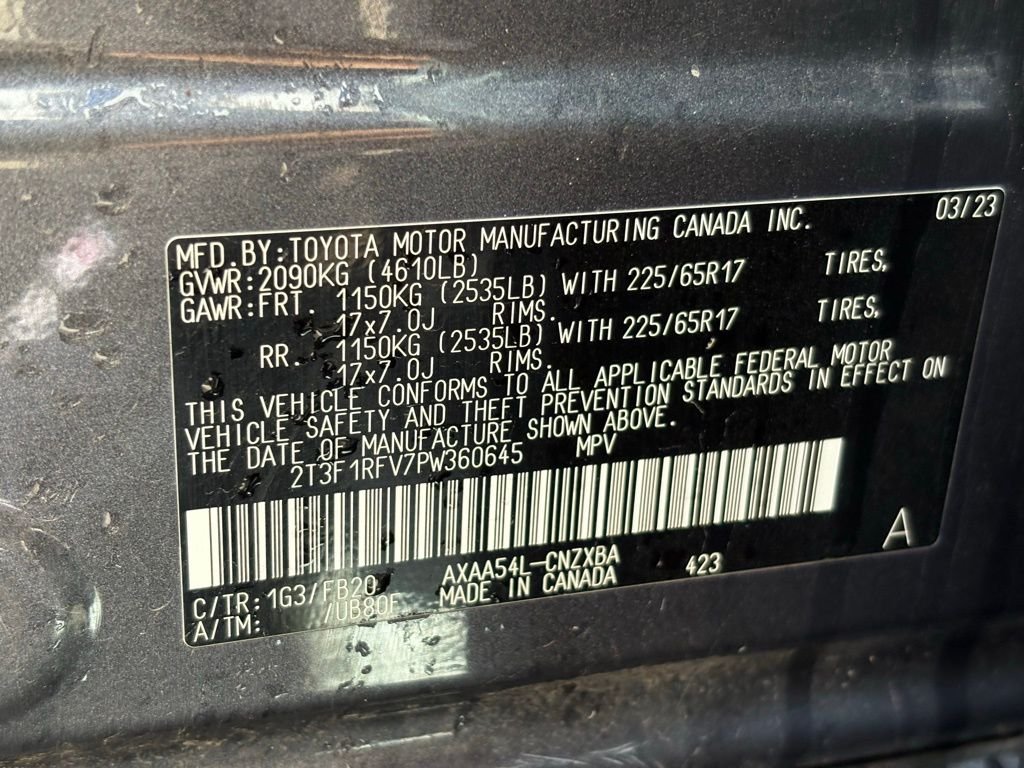 03/23
MFD.BY:TOYOTA MOTOR MANUFACTURING CANADA INC.
GVWR:2090KG (4610LB)
GAWR:FRT. 1150KG (2535LB) WITH 225/65R17 TIRES,
17x7.0J RIMS.
RR. 1150KG (2535LB) WITH 225/65R17 TIRES,
17x7.0J RIMS.
THIS VEHICLE CONFORMS TO ALL APPLICABLE FEDERAL MOTOR
VEHICLE SAFETY AND THEFT PREVENTION STANDARDS IN EFFECT ON
THE DATE OF MANUFACTURE SHOWN ABOVE.
2T3F1RFV7PW360645 MPV
A
C/TR:1G3/FB20 AXAA54L-CNZXBA 423
A/TM: /UB80F MADE IN CANADA